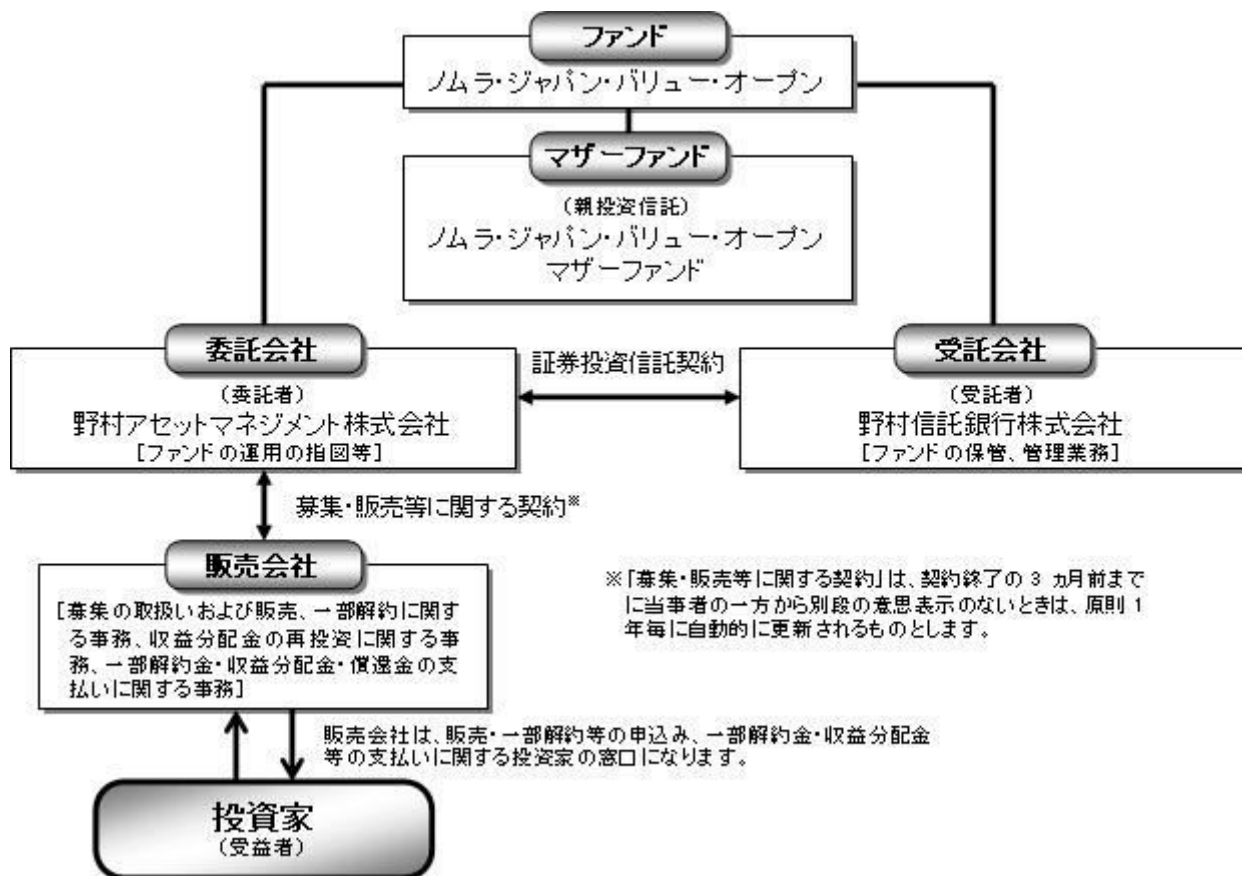 ファンド
ノムラ・ジャパン・バリュー・オープン
マザーファンド
(親投資信託)
ノムラ・ジャパン・バリュー・オープン
マザーファンド
委託会社
(委託者)
野村アセットマネジメント株式会社
[ファンドの運用の指図等]
証券投資信託契約
受託会社
(受託者)
野村信託銀行株式会社
[ファンドの保管、管理業務]
募集・販売等に関する契約※
販売会社
[募集の取扱いおよび販売、一部解約に関す
る事務、収益分配金の再投資に関する事
務、一部解約金・収益分配金・償還金の支
払いに関する事務]
※「募集・販売等に関する契約」は、契約終了の3ヵ月前まで
に当事者の一方から別段の意思表示のないときは、原則1
年毎に自動的に更新されるものとします。
販売会社は、販売・一部解約等の申込み、一部解約金・収益分配金
等の支払いに関する投資家の窓口になります。
投資家
(受益者)